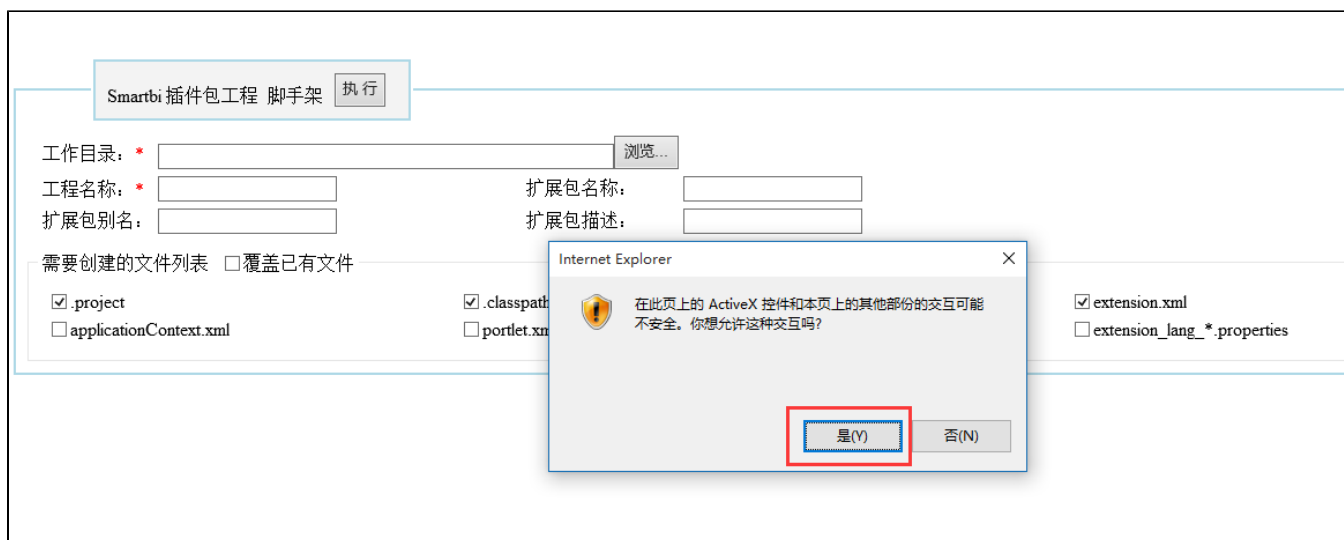 Smartbi 插件包工程 脚手架 执行
工作目录：* 浏览...
工程名称：* 扩展包名称：
扩展包别名： 扩展包描述：
需要创建的文件列表 覆盖已有文件
Internet Explorer
在此页上的 ActiveX 控件和本页上的其他部份的交互可能
不安全。你想允许这种交互吗?
.project .classpath extension.xml
applicationContext.xml extension_lang_*.properties
是(Y) 否(N)